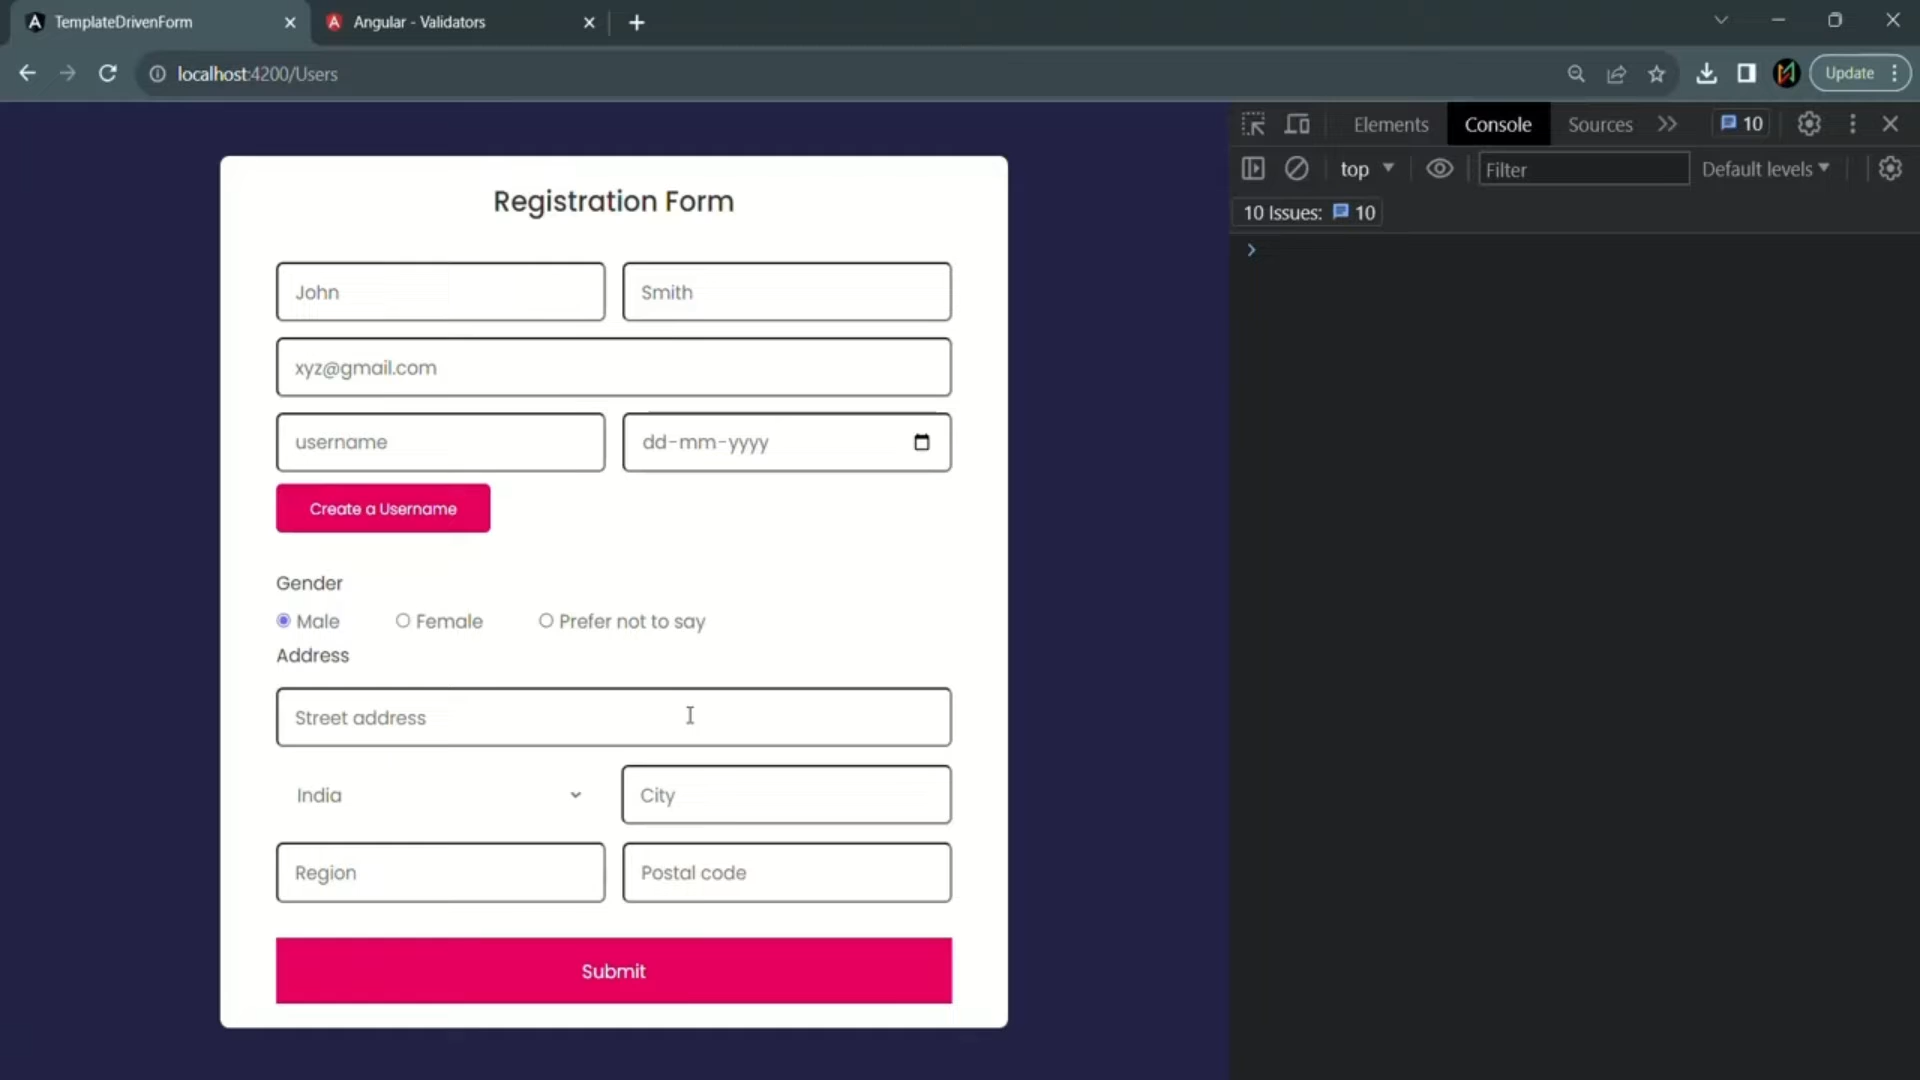 TemplateDrivenForm
Angular - Validators
localhost:4200/Users
Update
Elements
Console
Sources
10
top
Filter
Default levels
10 Issues: 10
Registration Form
John
Smith
xyz@gmail.com
username
dd-mm-yyyy
Create a Username
Gender
Male
Female
Prefer not to say
Address
Street address
India
City
Region
Postal code
Submit